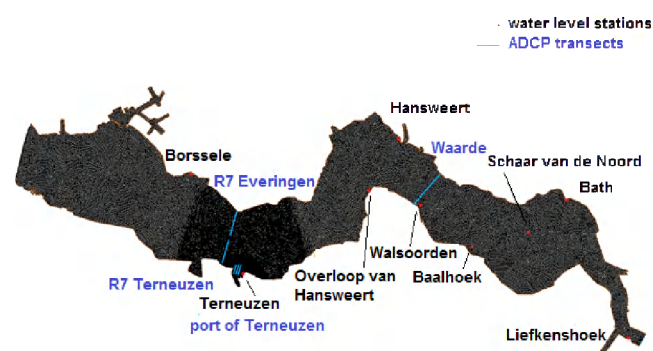 water level stations
ADCP transects
Hansweert
Waarde
Borssele
Schaar van de Noord
R7 Everingen
Bath
Walsoorden
Overloop van
Hansweert
Baalhoek
R7 Terneuzen
Terneuzen
port of Terneuzen
Liefkenshoek